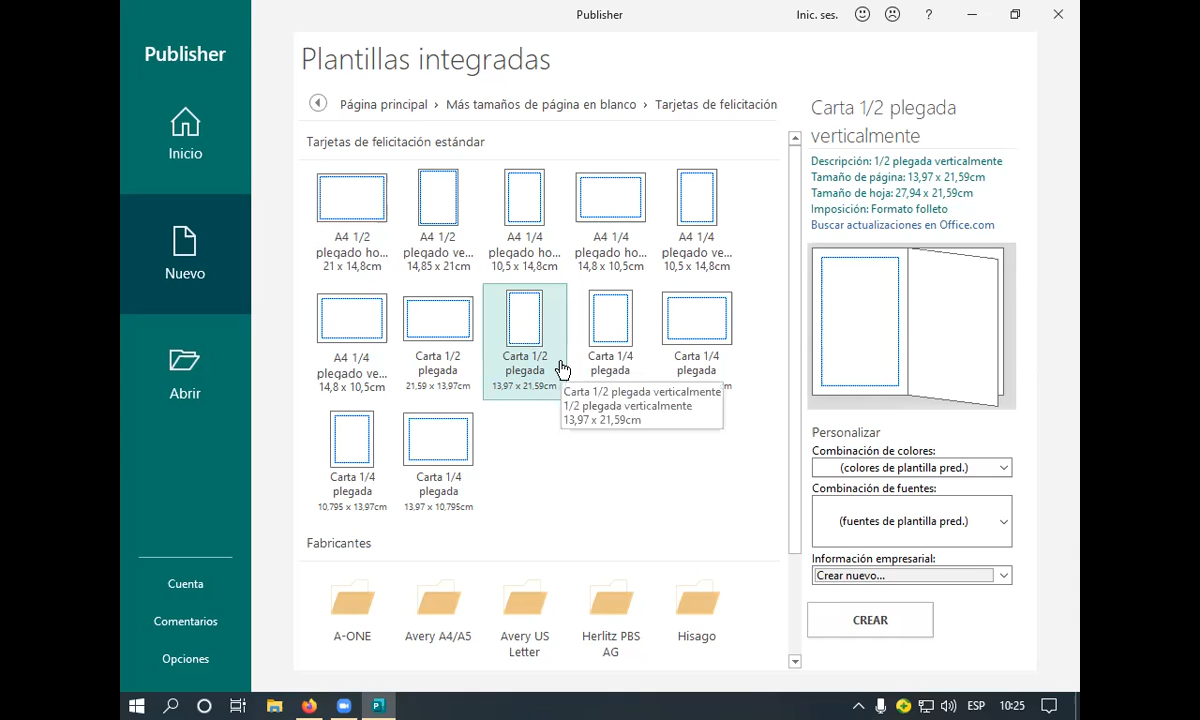 Publisher
Inic. ses.
?
Publisher
Inicio
Nuevo
Abrir
Cuenta
Comentarios
Opciones
Plantillas integradas
Página principal › Más tamaños de página en blanco › Tarjetas de felicitación
Tarjetas de felicitación estándar
A4 1/2
plegado ho...
21 x 14,8cm
A4 1/2
plegado ve...
14,85 x 21cm
A4 1/4
plegado ho...
10,5 x 14,8cm
A4 1/4
plegado ho...
14,8 x 10,5cm
A4 1/4
plegado ve...
10,5 x 14,8cm
A4 1/4
plegado ve...
14,8 x 10,5cm
Carta 1/2
plegada
21,59 x 13,97cm
Carta 1/2
plegada
13,97 x 21,59cm
Carta 1/4
plegada
Carta 1/4
plegada
m
Carta 1/2 plegada verticalmente
1/2 plegada verticalmente
13,97 x 21,59cm
Carta 1/4
plegada
10,795 x 13,97cm
Carta 1/4
plegada
13,97 x 10,795cm
Fabricantes
A-ONE
Avery A4/A5
Avery US
Letter
Herlitz PBS
AG
Hisago
Carta 1/2 plegada
verticalmente
Descripción: 1/2 plegada verticalmente
Tamaño de página: 13,97 x 21,59cm
Tamaño de hoja: 27,94 x 21,59cm
Imposición: Formato folleto
Buscar actualizaciones en Office.com
Personalizar
Combinación de colores:
(colores de plantilla pred.)
Combinación de fuentes:
(fuentes de plantilla pred.)
Información empresarial:
Crear nuevo...
CREAR
ESP
10:25